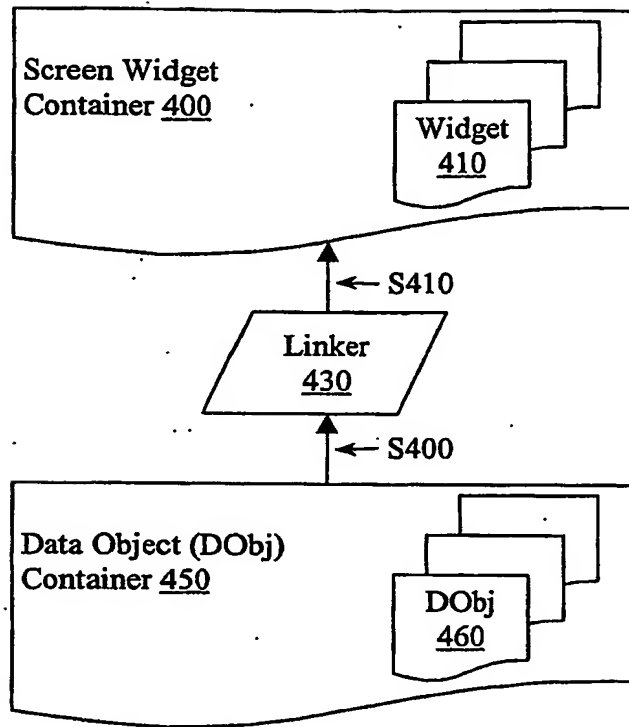 Screen Widget
Container 400
Widget
410
S410
Linker
430
S400
Data Object (DObj)
Container 450
DObj
460